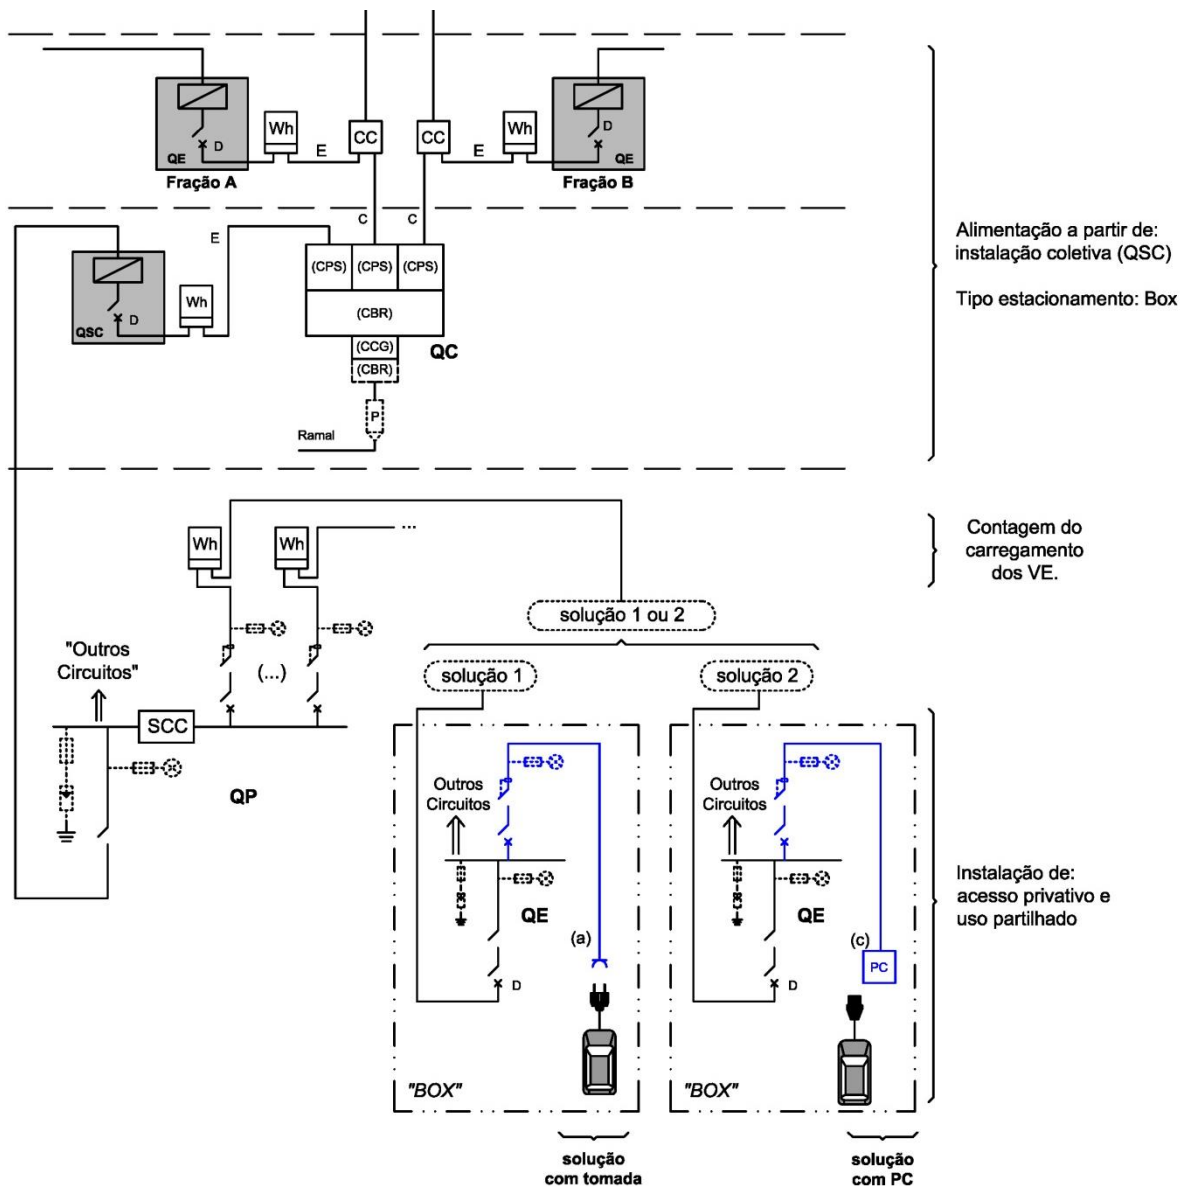 Wh
CC
CC
Wh
D
D
E
E
QE
QE
Fração A
Fração B
C
C
E
(CPS)
(CPS)
(CPS)
Wh
(CBR)
D
QSC
(CCG)
QC
(CBR)
P
Ramal
Alimentação a partir de:
instalação coletiva (QSC)
Tipo estacionamento: Box
Wh
Wh
...
Contagem do
carregamento
dos VE.
solução 1 ou 2
"Outros
Circuitos"
(...)
solução 1
solução 2
SCC
QP
Outros
Circuitos
Outros
Circuitos
QE
QE
(a)
(c)
PC
D
D
Instalação de:
acesso privativo e
uso partilhado
"BOX"
"BOX"
solução
com tomada
solução
com PC